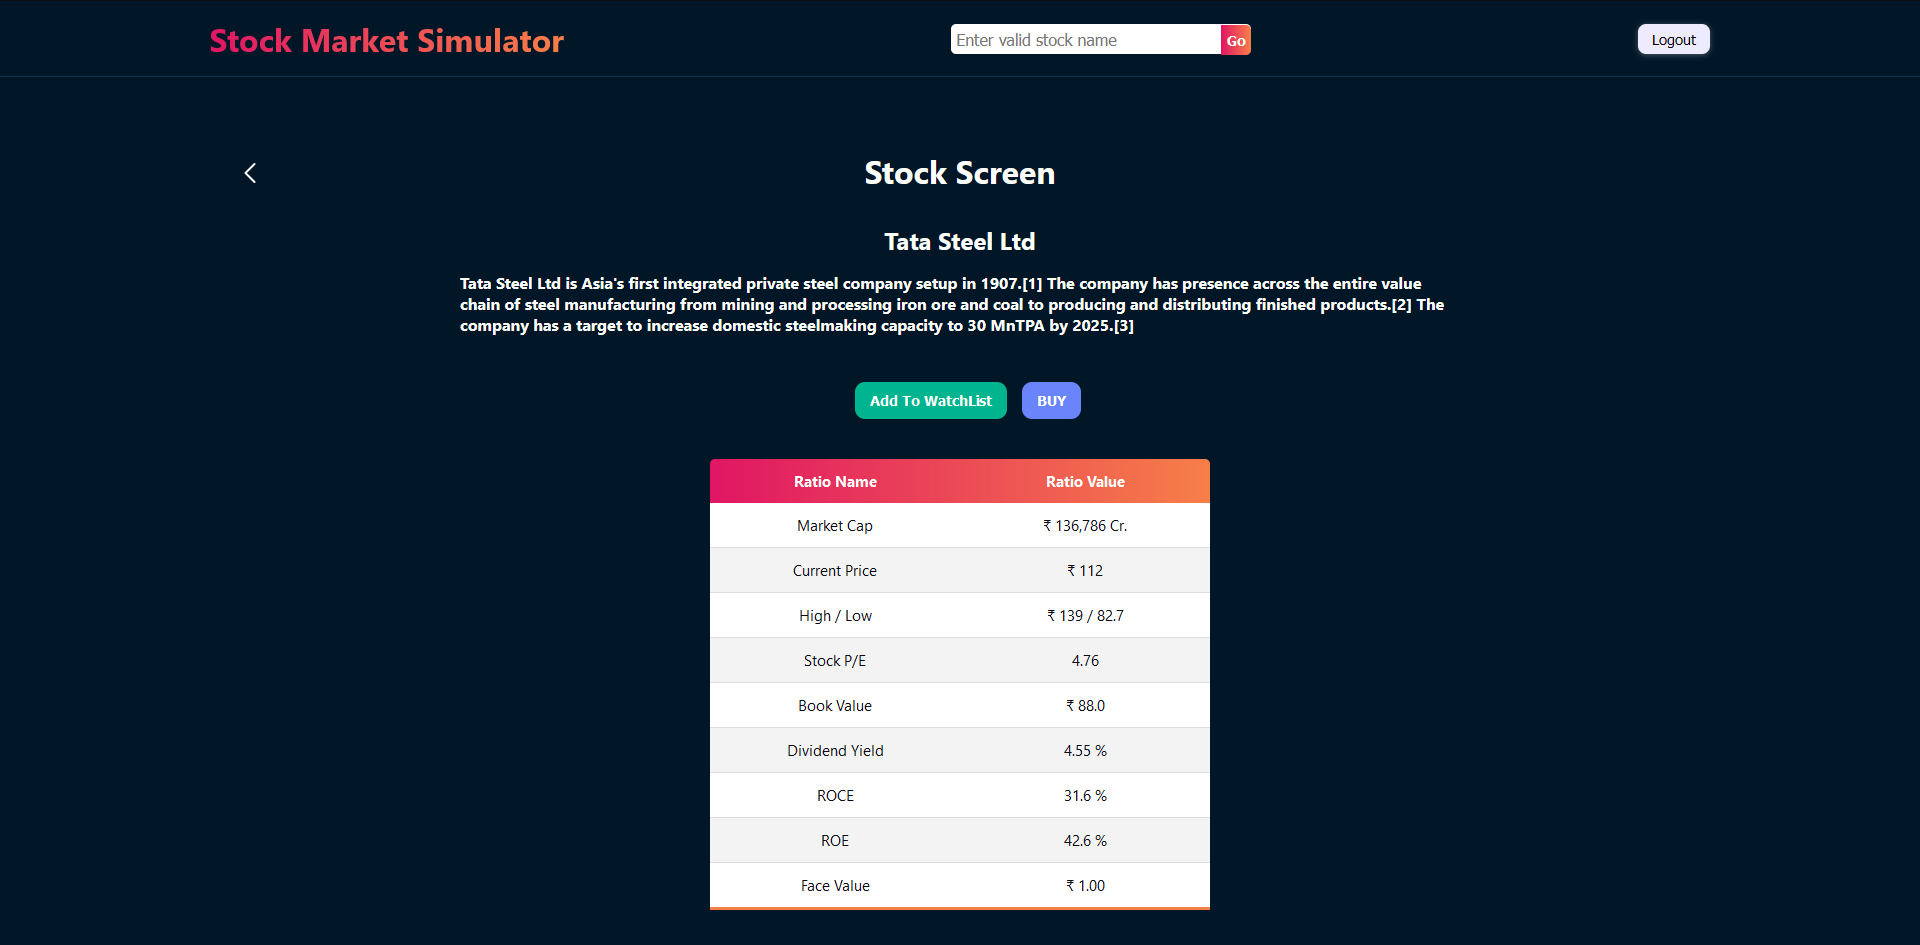 Stock Market Simulator
Enter valid stock name Go
Logout
Stock Screen
Tata Steel Ltd
Tata Steel Ltd is Asia's first integrated private steel company setup in 1907.[1] The company has presence across the entire value
chain of steel manufacturing from mining and processing iron ore and coal to producing and distributing finished products.[2] The
company has a target to increase domestic steelmaking capacity to 30 MnTPA by 2025.[3]
Add To WatchList BUY
Ratio Name Ratio Value
Market Cap ₹ 136,786 Cr.
Current Price ₹ 112
High / Low ₹ 139 / 82.7
Stock P/E 4.76
Book Value ₹ 88.0
Dividend Yield 4.55 %
ROCE 31.6 %
ROE 42.6 %
Face Value ₹ 1.00